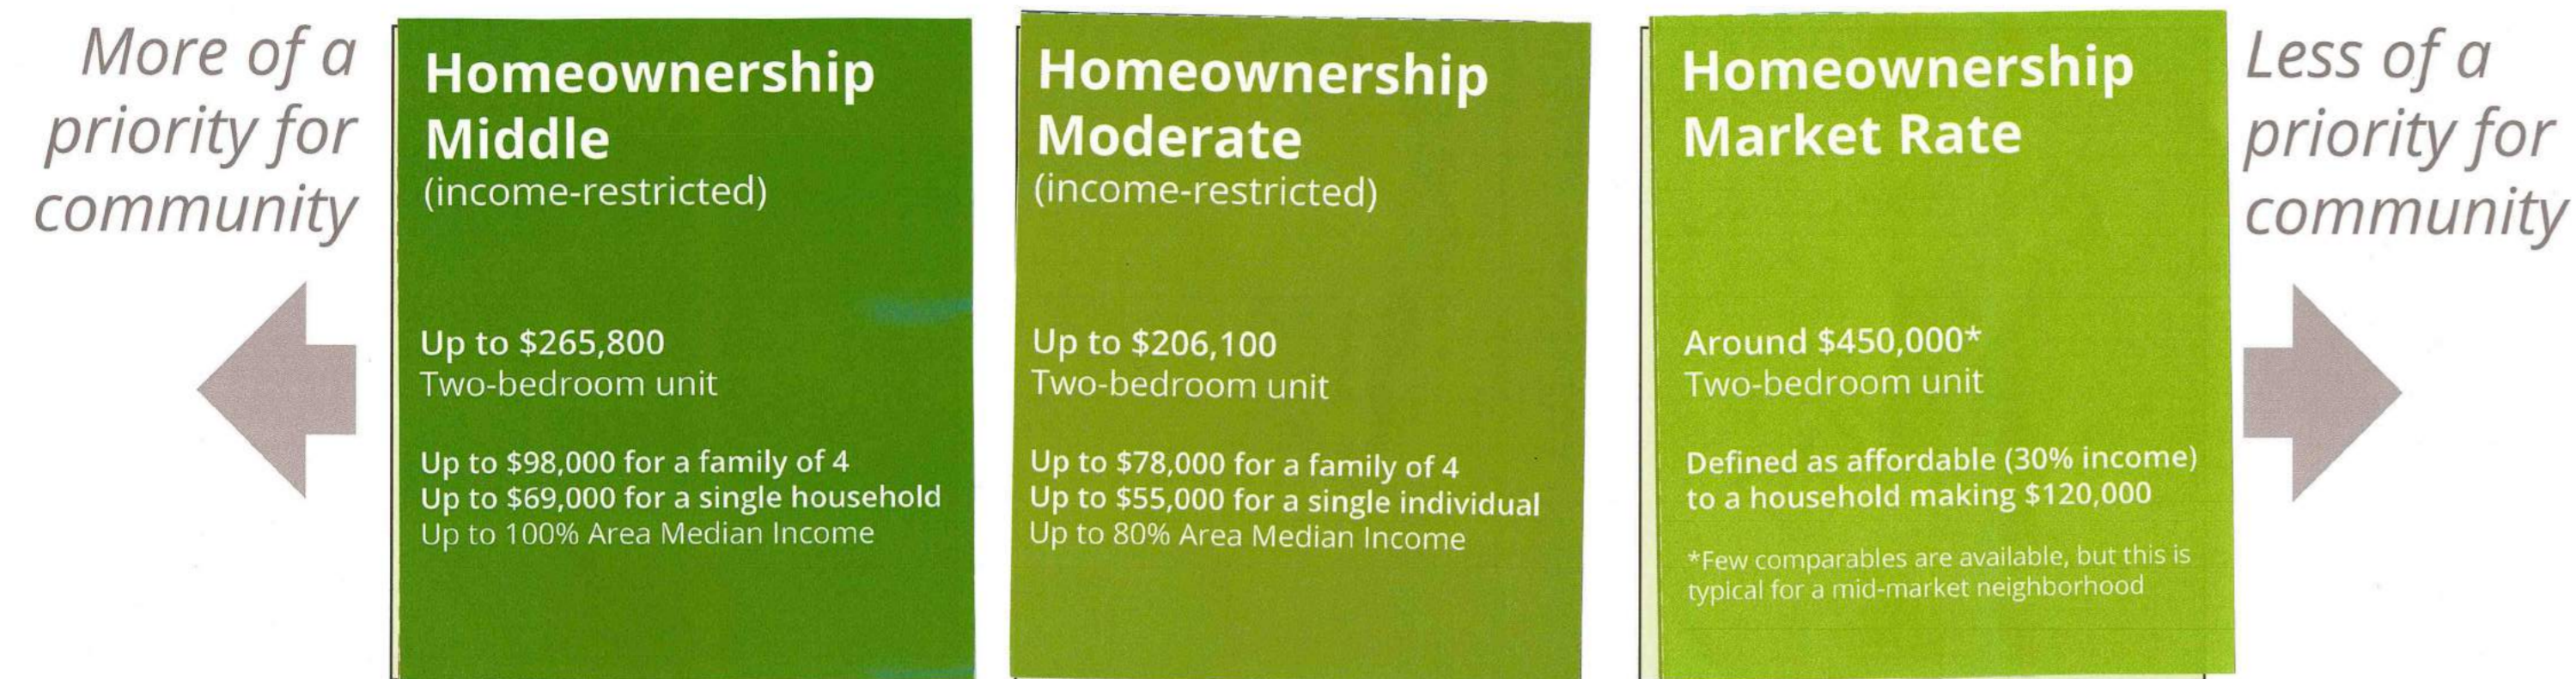 More of a
priority for
community
Homeownership
Middle
(income-restricted)
Up to $265,800
Two-bedroom unit
Up to $98,000 for a family of 4
Up to $69,000 for a single household
Up to 100% Area Median Income
Homeownership
Moderate
(income-restricted)
Up to $206,100
Two-bedroom unit
Up to $78,000 for a family of 4
Up to $55,000 for a single individual
Up to 80% Area Median Income
Homeownership
Market Rate
Around $450,000*
Two-bedroom unit
Defined as affordable (30% income)
to a household making $120,000
*Few comparables are available, but this is
typical for a mid-market neighborhood
Less of a
priority for
community